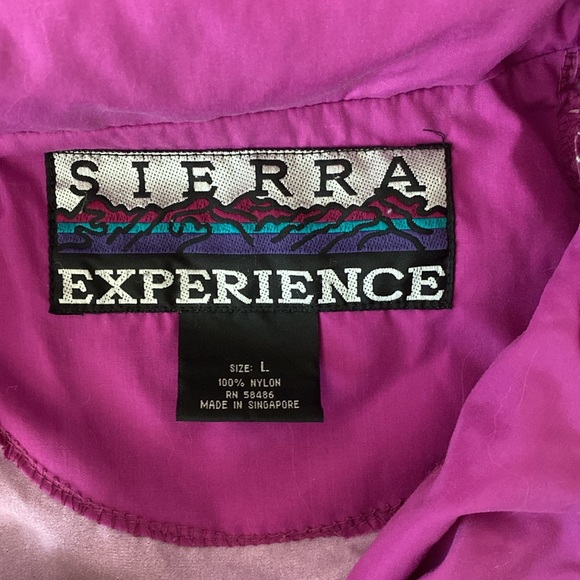 SIERRA
EXPERIENCE
SIZE: L
100% NYLON
RN 58486
MADE IN SINGAPORE